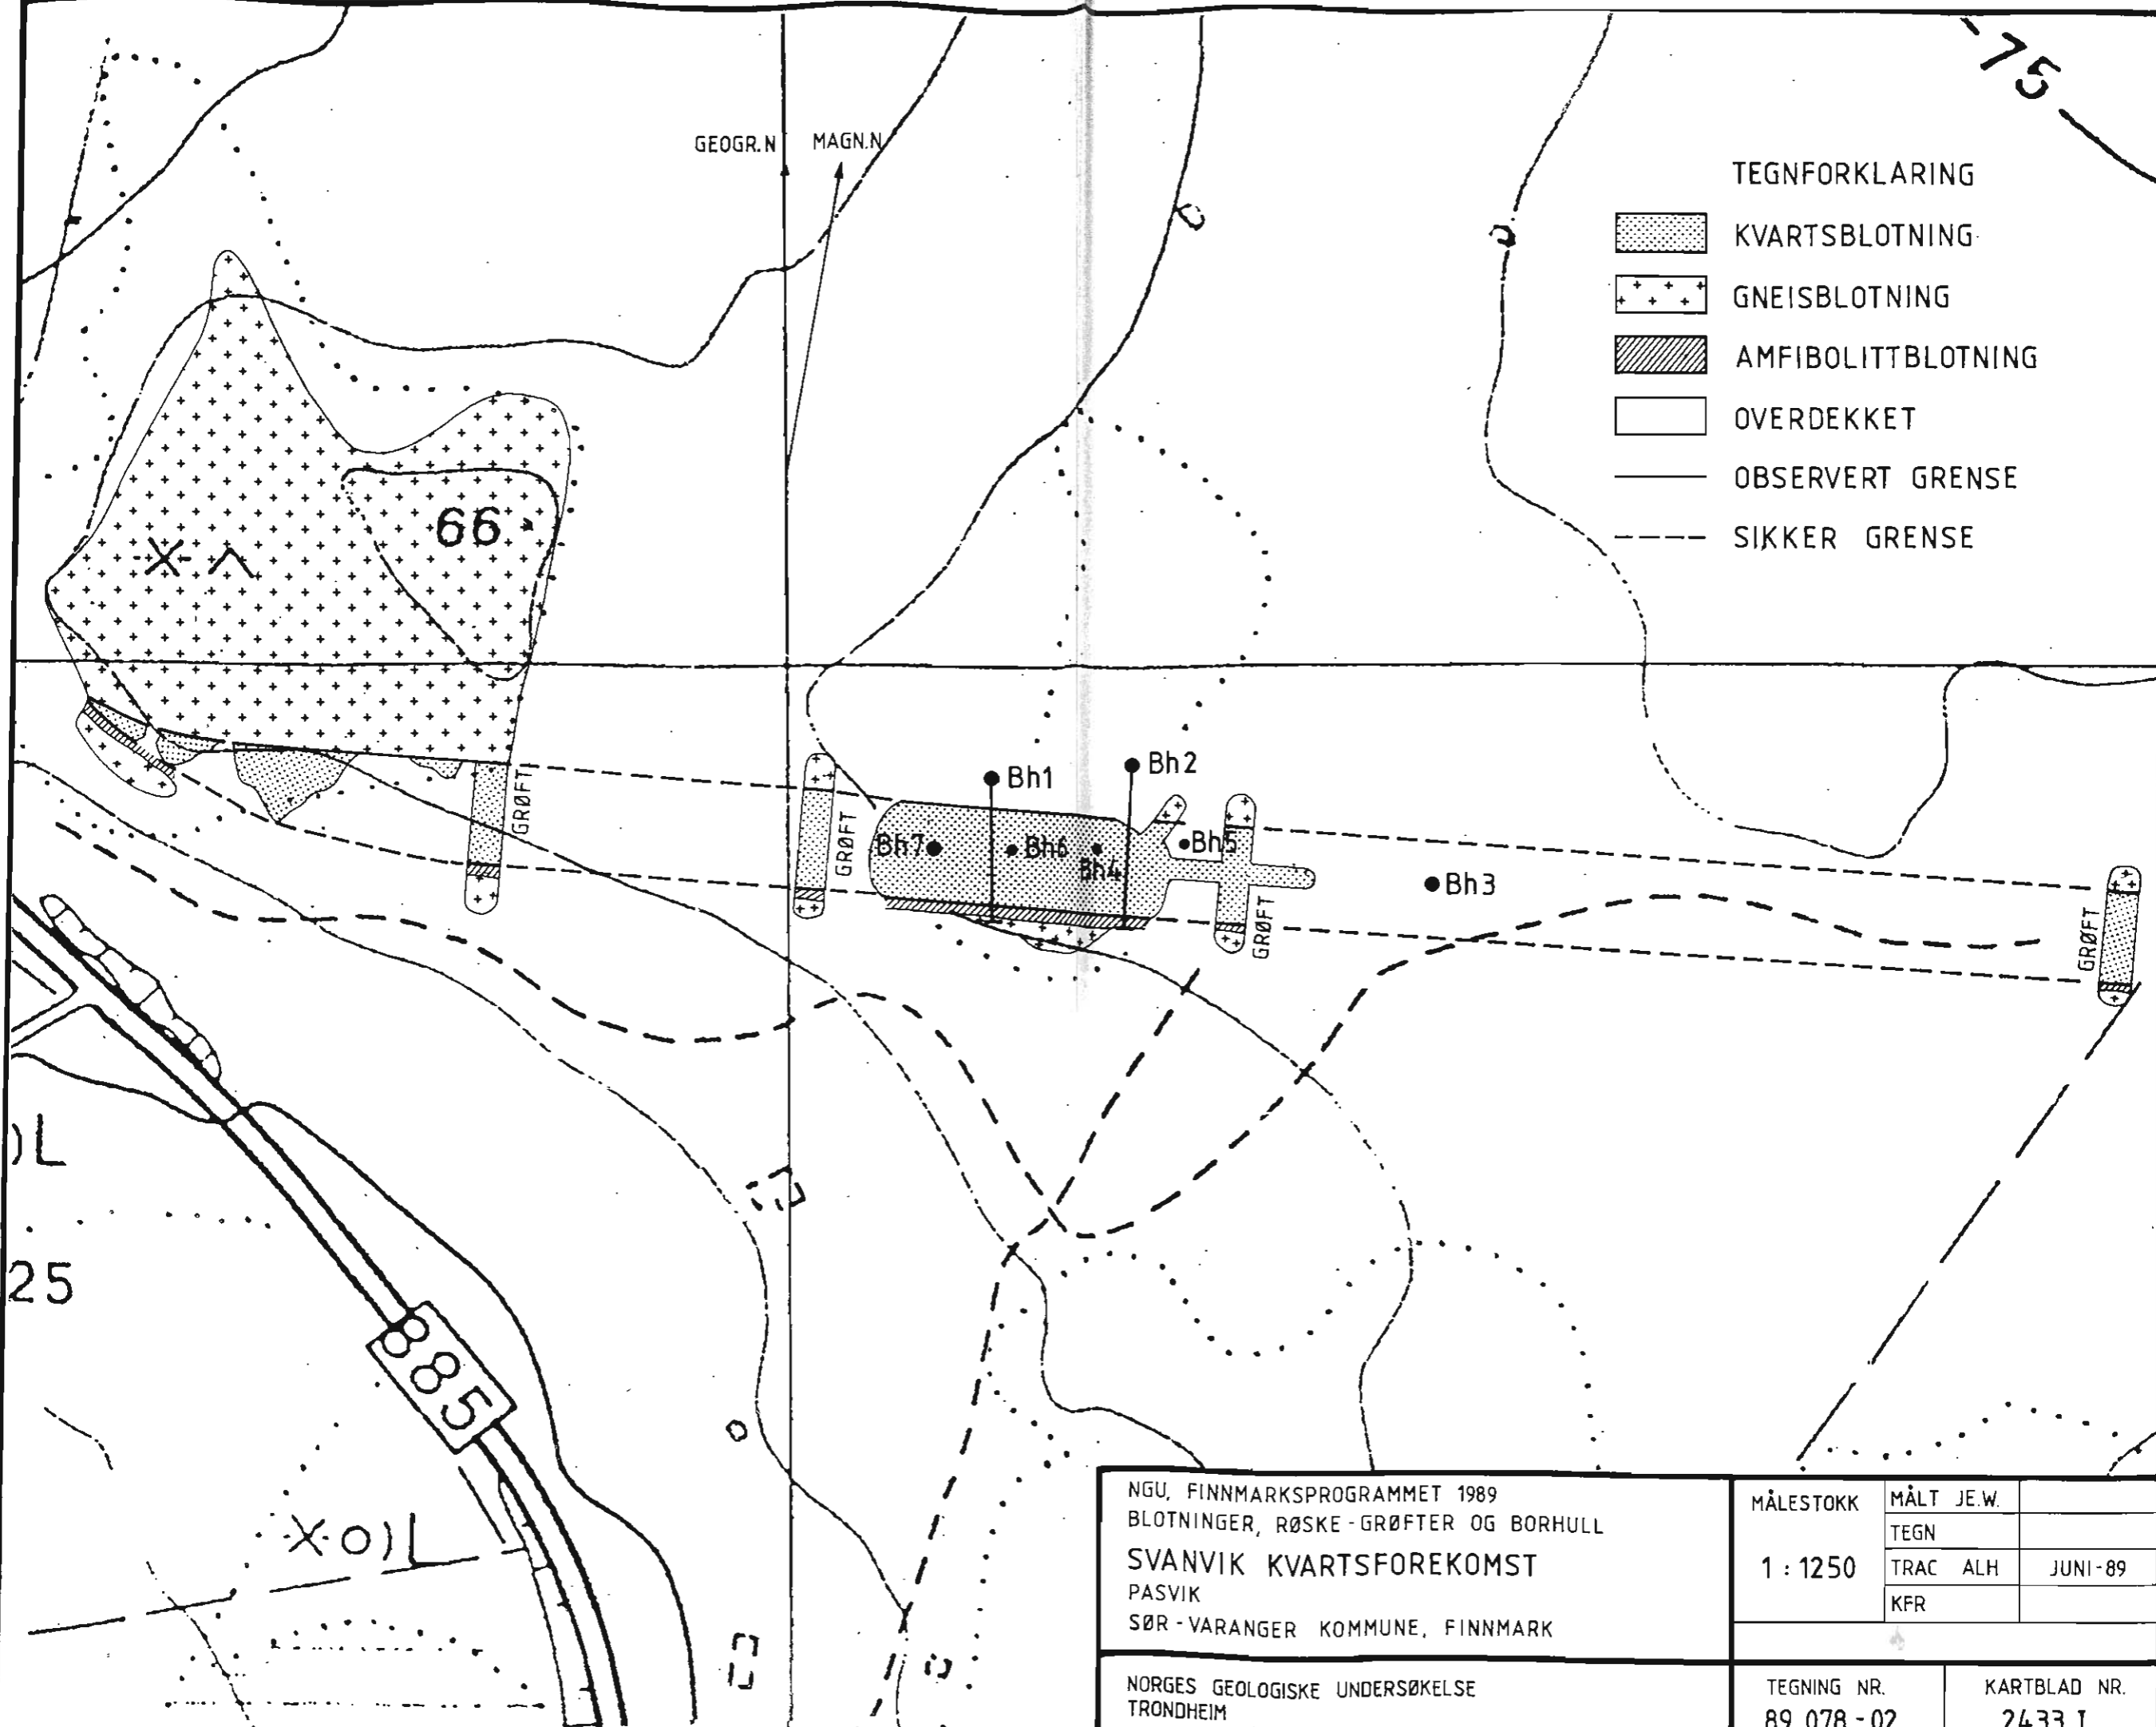 75
GEOGR.N MAGN.N
TEGNFORKLARING
KVARTSBLOTNING
GNEISBLOTNING
AMFIBOLITTBLOTNING
OVERDEKKET
OBSERVERT GRENSE
SIKKER GRENSE
66
Bh1
Bh2
GRØFT
GRØFT
Bh7
Bh6
Bh4
Bh5
Bh3
GRØFT
GRØFT
25
885
NGU, FINNMARKSPROGRAMMET 1989
BLOTNINGER, RØSKE-GRØFTER OG BORHULL
SVANVIK KVARTSFOREKOMST
PASVIK
SØR-VARANGER KOMMUNE, FINNMARK
MÅLESTOKK
1 : 1250
MÅLT JE.W.
TEGN
TRAC ALH JUNI-89
KFR
NORGES GEOLOGISKE UNDERSØKELSE
TRONDHEIM
TEGNING NR.
89 078-02
KARTBLAD NR.
2433 I